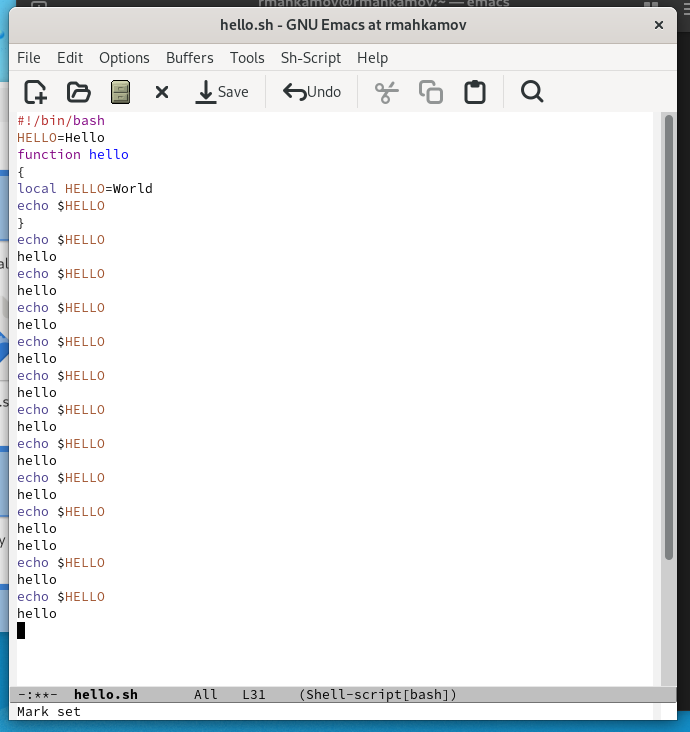 rmahkamov@rmahkamov:~ — emacs
hello.sh - GNU Emacs at rmahkamov
File Edit Options Buffers Tools Sh-Script Help
Save Undo
#!/bin/bash
HELLO=Hello
function hello
{
local HELLO=World
echo $HELLO
}
echo $HELLO
hello
echo $HELLO
hello
echo $HELLO
hello
echo $HELLO
hello
echo $HELLO
hello
echo $HELLO
hello
echo $HELLO
hello
echo $HELLO
hello
echo $HELLO
hello
hello
echo $HELLO
hello
echo $HELLO
hello
-:**- hello.sh All L31 (Shell-script[bash])
Mark set